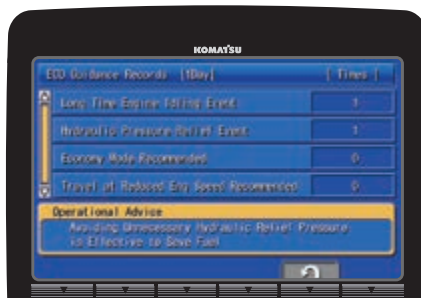 KOMATSU
ECO Guidance Records [1Day] [ Times ]
Long Time Engine Idling Event 1
Hydraulic Pressure Relief Event 1
Economy Mode Recommended 0
Travel at Reduced Eng Speed Recommended 0
Operational Advice
Avoiding Unnecessary Hydraulic Relief Pressure
is Effective to Save Fuel